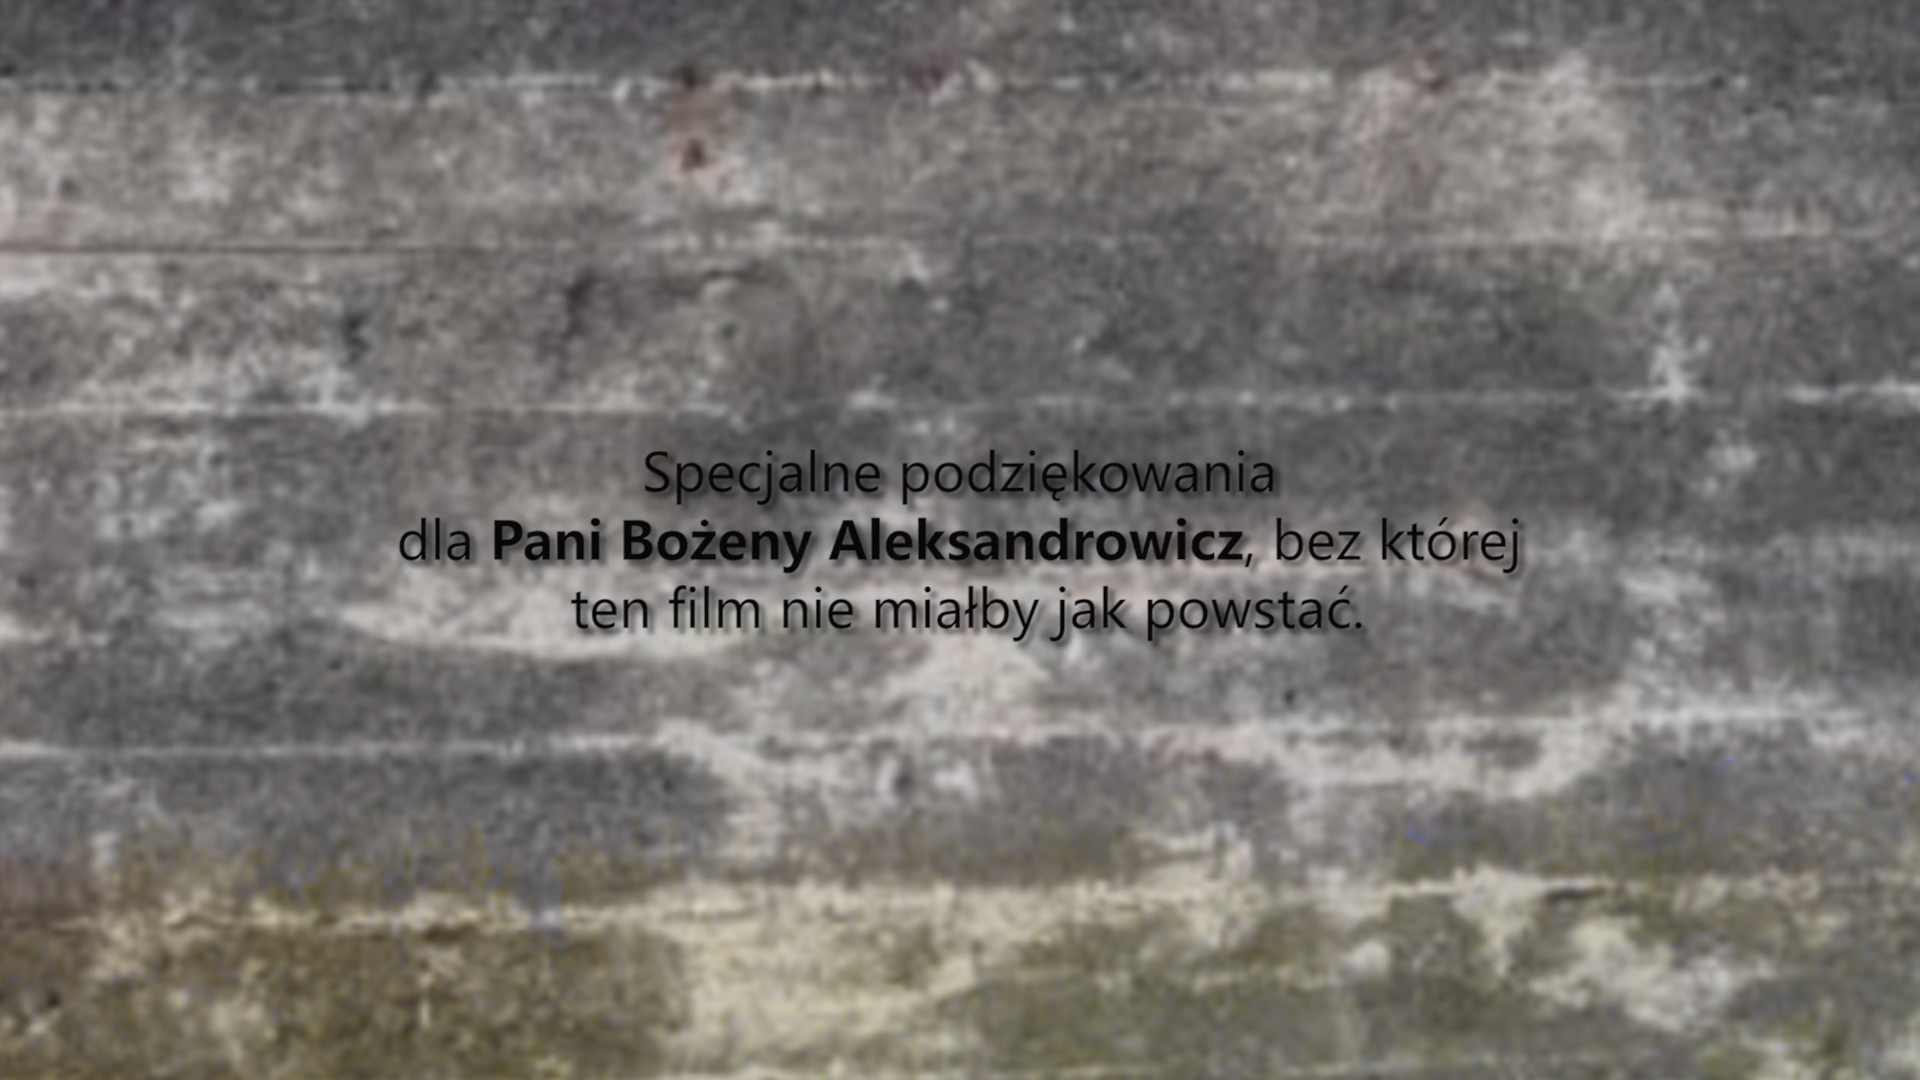 Specjalne podziękowania
dla Pani Bożeny Aleksandrowicz, bez której
ten film nie miałby jak powstać.